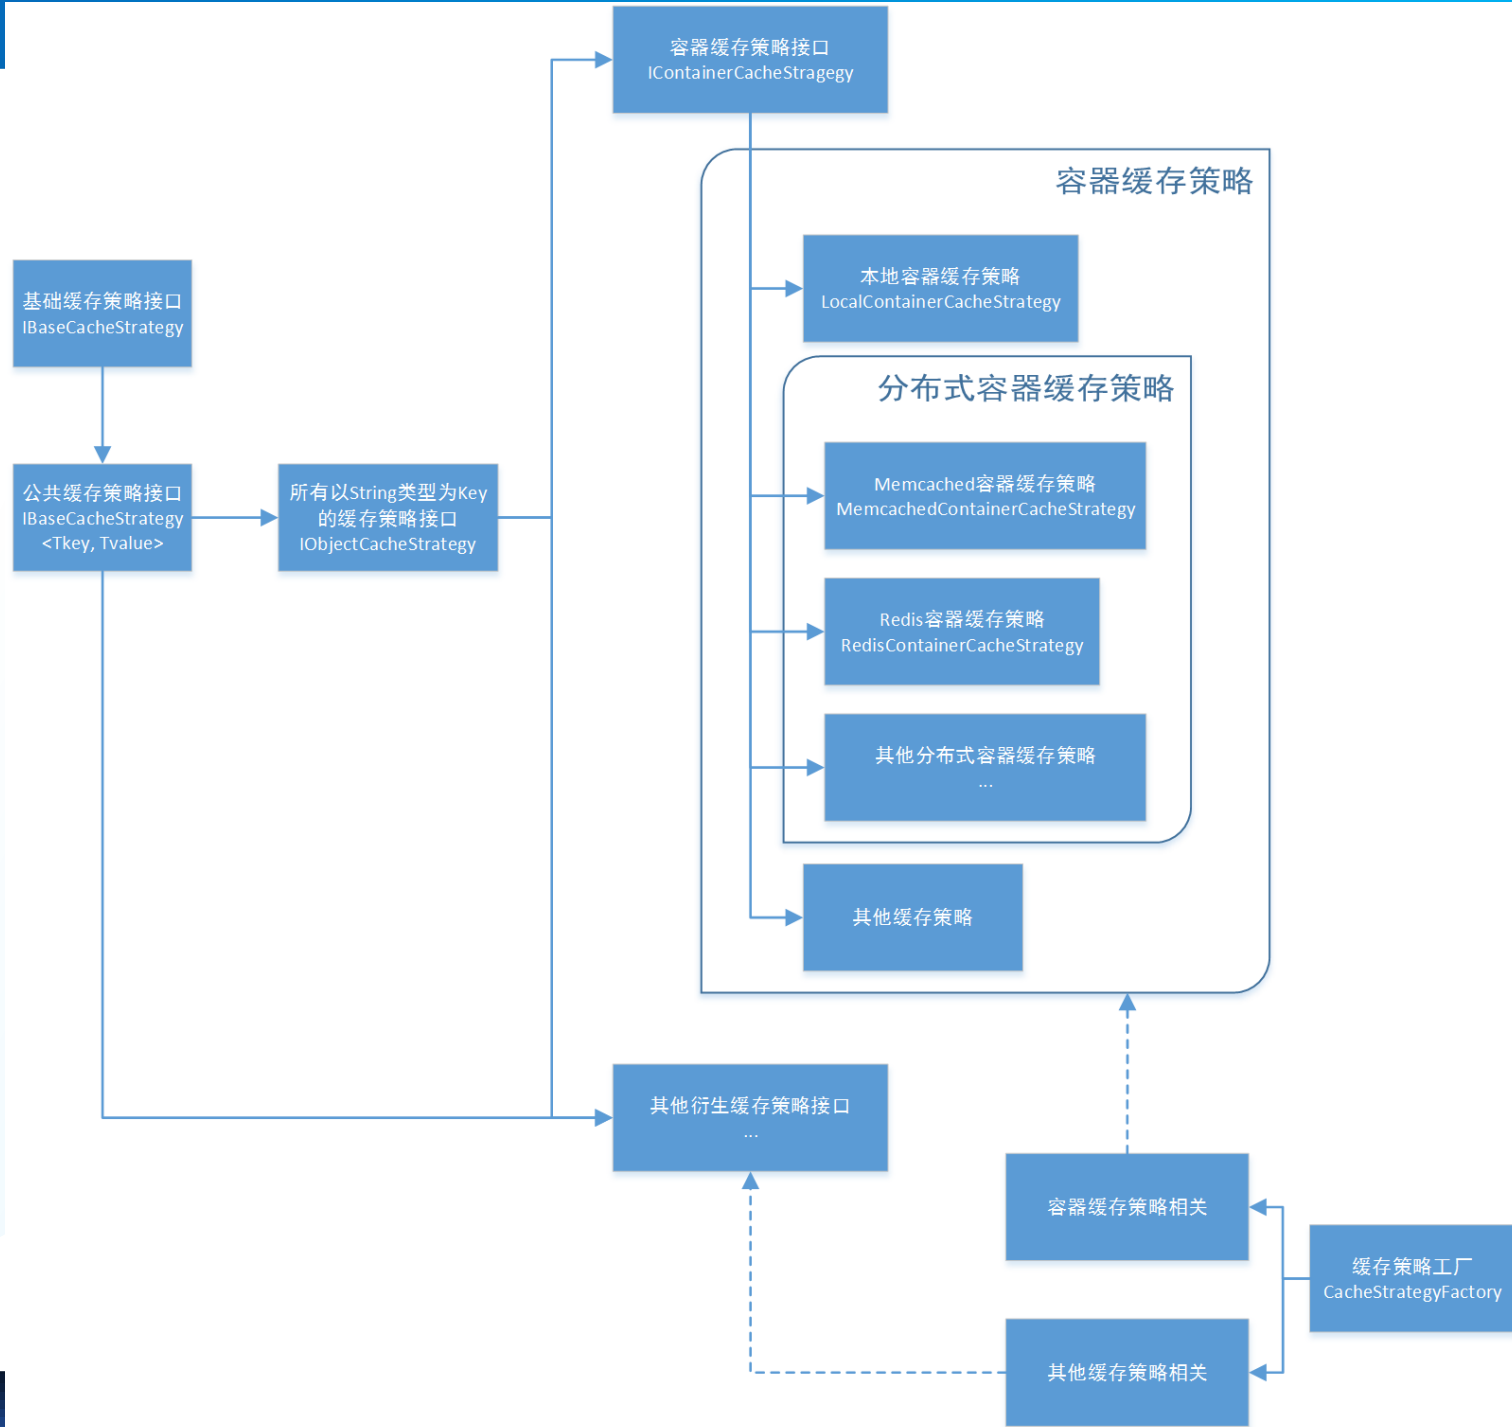 容器缓存策略接口
IContainerCacheStragegy
容器缓存策略
本地容器缓存策略
LocalContainerCacheStrategy
基础缓存策略接口
IBaseCacheStrategy
分布式容器缓存策略
公共缓存策略接口
IBaseCacheStrategy
<Tkey, Tvalue>
所有以String类型为Key
的缓存策略接口
IObjectCacheStrategy
Memcached容器缓存策略
MemcachedContainerCacheStrategy
Redis容器缓存策略
RedisContainerCacheStrategy
其他分布式容器缓存策略
...
其他缓存策略
其他衍生缓存策略接口
...
容器缓存策略相关
缓存策略工厂
CacheStrategyFactory
其他缓存策略相关